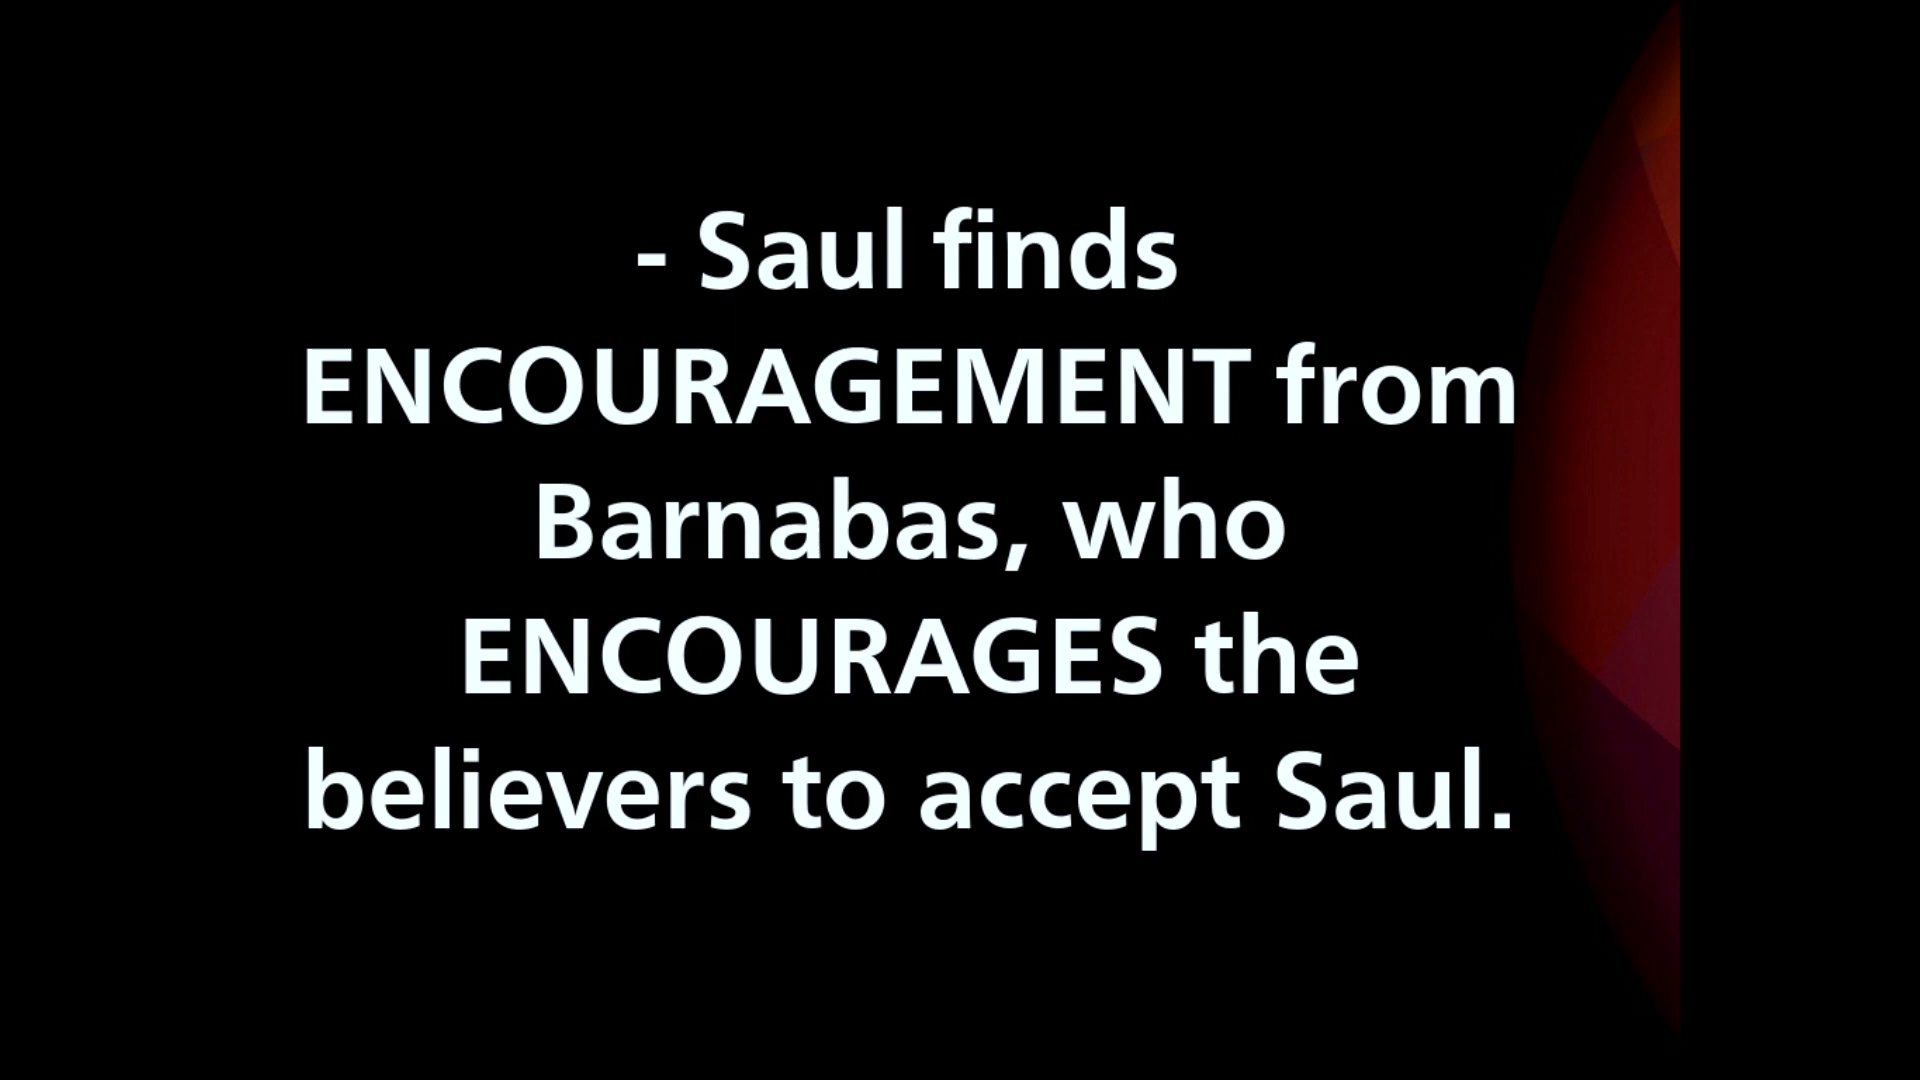 - Saul finds
ENCOURAGEMENT from
Barnabas, who
ENCOURAGES the
believers to accept Saul.